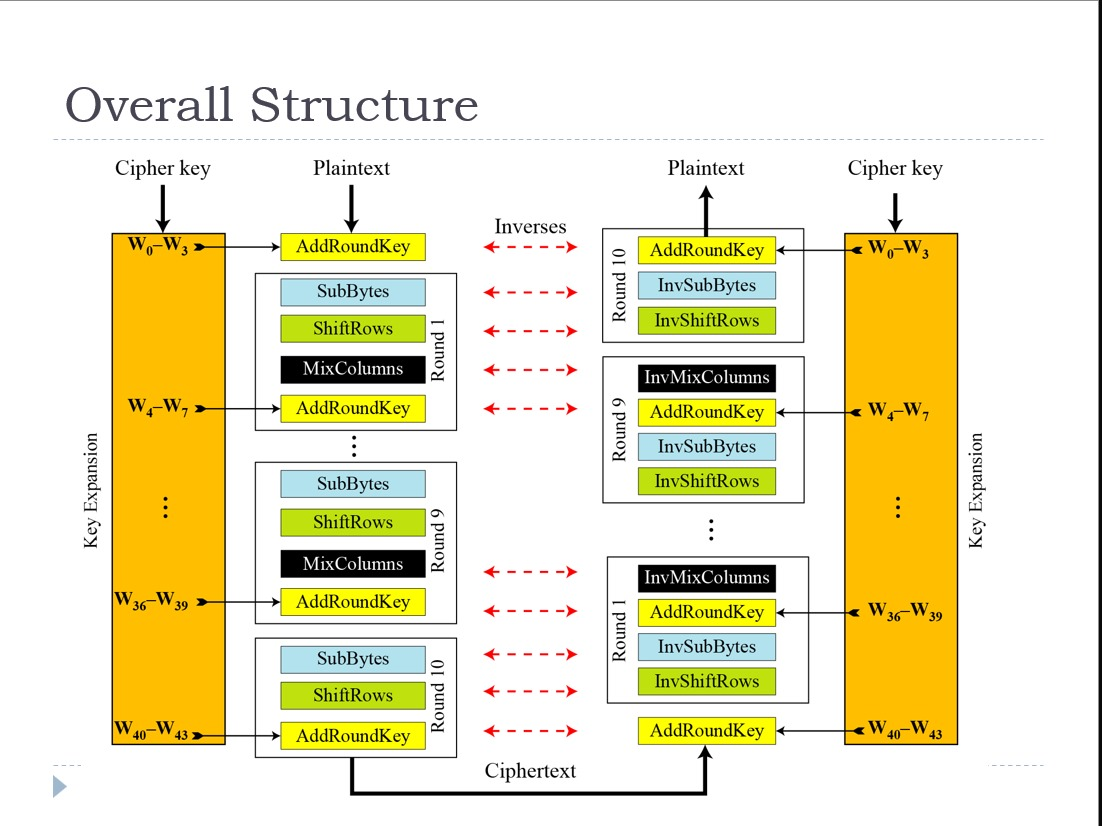 Overall Structure
Cipher key
Plaintext
Plaintext
Cipher key
Inverses
Key Expansion
W0–W3
W4–W7
⋮
W36–W39
W40–W43
AddRoundKey
SubBytes
ShiftRows
MixColumns
AddRoundKey
Round 1
⋮
SubBytes
ShiftRows
MixColumns
AddRoundKey
Round 9
SubBytes
ShiftRows
AddRoundKey
Round 10
Ciphertext
AddRoundKey
InvSubBytes
InvShiftRows
Round 10
InvMixColumns
AddRoundKey
InvSubBytes
InvShiftRows
Round 9
⋮
InvMixColumns
AddRoundKey
InvSubBytes
InvShiftRows
Round 1
AddRoundKey
W0–W3
W4–W7
⋮
W36–W39
W40–W43
Key Expansion